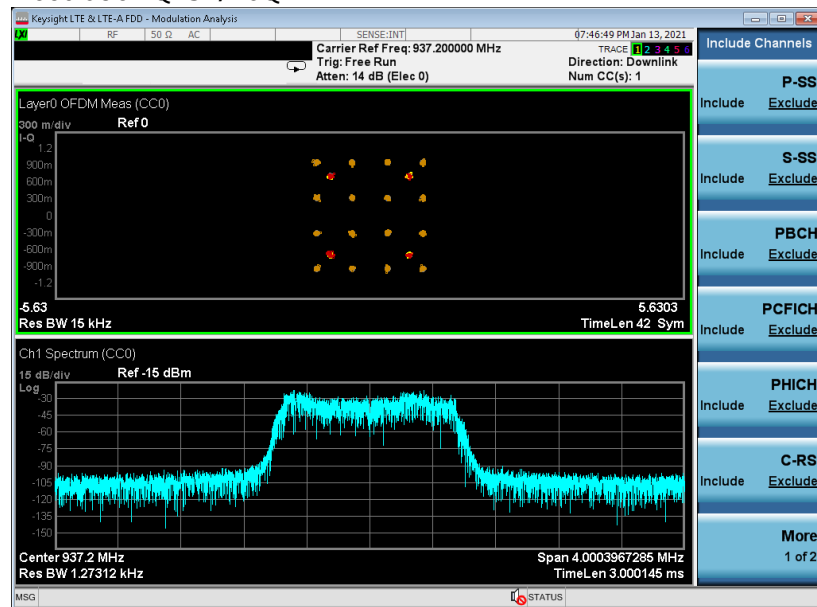 Keysight LTE & LTE-A FDD - Modulation Analysis
LXI RF 50 Ω AC SENSE:INT 07:46:49 PM Jan 13, 2021
Carrier Ref Freq: 937.200000 MHz
Trig: Free Run
Atten: 14 dB (Elec 0)
TRACE 1 2 3 4 5 6
Direction: Downlink
Num CC(s): 1
Layer0 OFDM Meas (CC0)
300 m/div Ref 0
I-Q
1.2
900m
600m
300m
0
-300m
-600m
-900m
-1.2
-5.63 5.6303
Res BW 15 kHz TimeLen 42 Sym
Ch1 Spectrum (CC0)
15 dB/div Ref -15 dBm
Log
-30
-45
-60
-75
-90
-105
-120
-135
-150
Center 937.2 MHz Span 4.0003967285 MHz
Res BW 1.27312 kHz TimeLen 3.000145 ms
MSG STATUS
Include Channels
P-SS
Include Exclude
S-SS
Include Exclude
PBCH
Include Exclude
PCFICH
Include Exclude
PHICH
Include Exclude
C-RS
Include Exclude
More
1 of 2